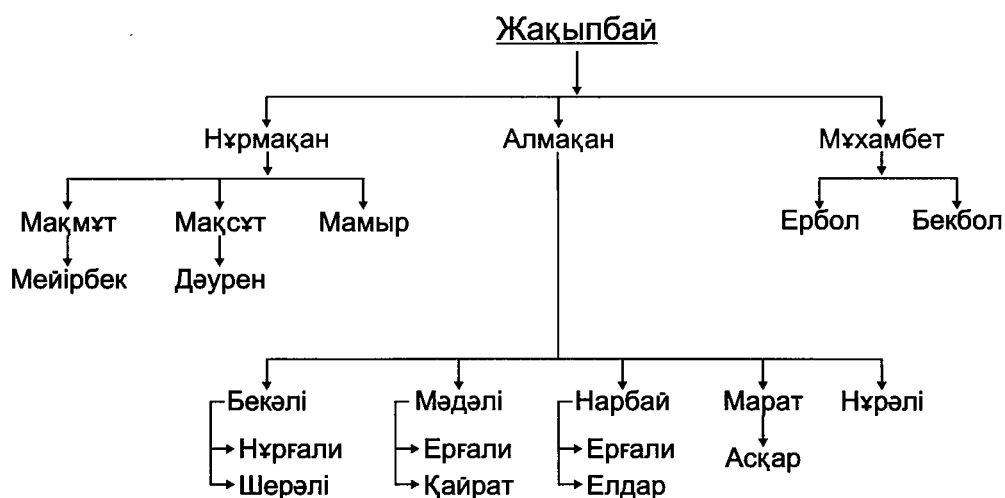 Жақыпбай
Нұрмақан Алмақан Мұхамбет
Мақмұт Мақсұт Мамыр Ербол Бекбол
Мейірбек Дәурен
Бекәлі Мәдәлі Нарбай Марат Нұрәлі
Нұрғали Ерғали Ерғали Асқар
Шерәлі Қайрат Елдар